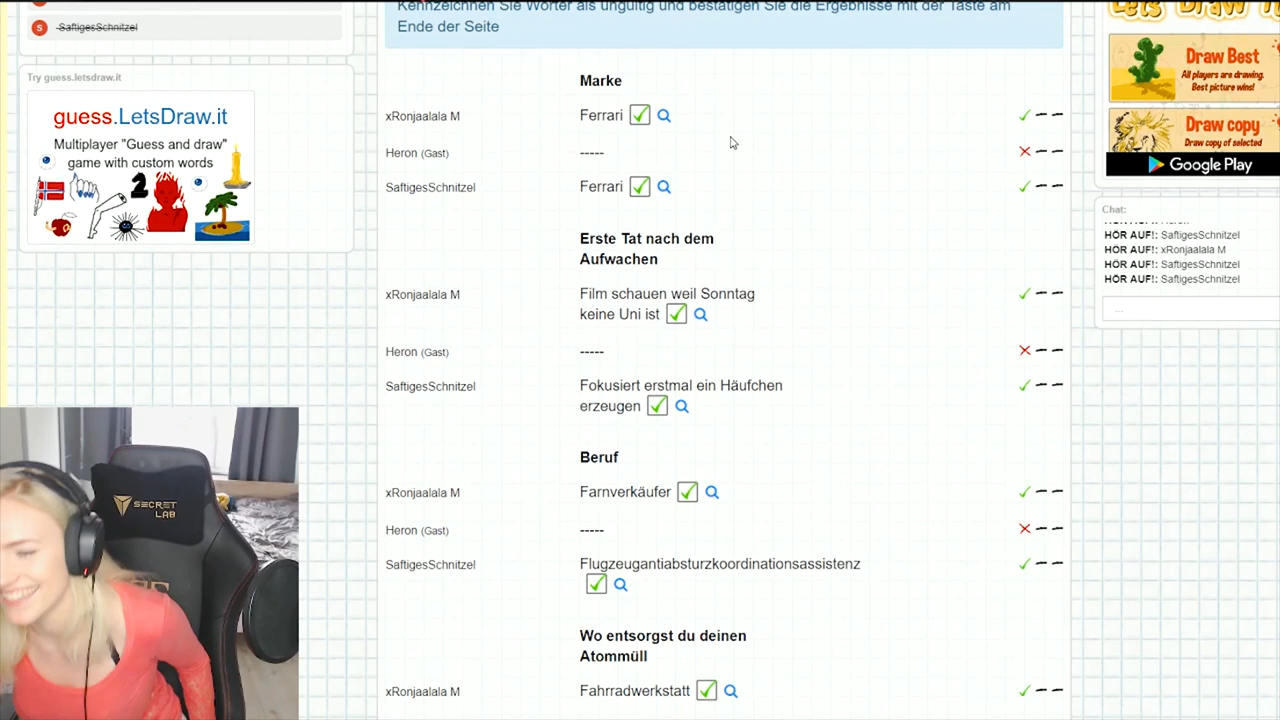 SaftigesSchnitzel
Try guess.letsdraw.it
guess.LetsDraw.it
Multiplayer "Guess and draw"
game with custom words
Kennzeichnen Sie Wörter als ungültig und bestätigen Sie die Ergebnisse mit der Taste am
Ende der Seite
Marke
xRonjaalala M Ferrari
Heron (Gast) -----
SaftigesSchnitzel Ferrari
Erste Tat nach dem
Aufwachen
xRonjaalala M Film schauen weil Sonntag
keine Uni ist
Heron (Gast) -----
SaftigesSchnitzel Fokusiert erstmal ein Häufchen
erzeugen
Beruf
xRonjaalala M Farnverkäufer
Heron (Gast) -----
SaftigesSchnitzel Flugzeugantiabsturzkoordinationsassistenz
Wo entsorgst du deinen
Atommüll
xRonjaalala M Fahrradwerkstatt
Draw Best
All players are drawing.
Best picture wins!
Draw copy
Draw copy of selected
Google Play
Chat:
HÖR AUF!: SaftigesSchnitzel
HÖR AUF!: xRonjaalala M
HÖR AUF!: SaftigesSchnitzel
HÖR AUF!: SaftigesSchnitzel
...
SECRET
LAB